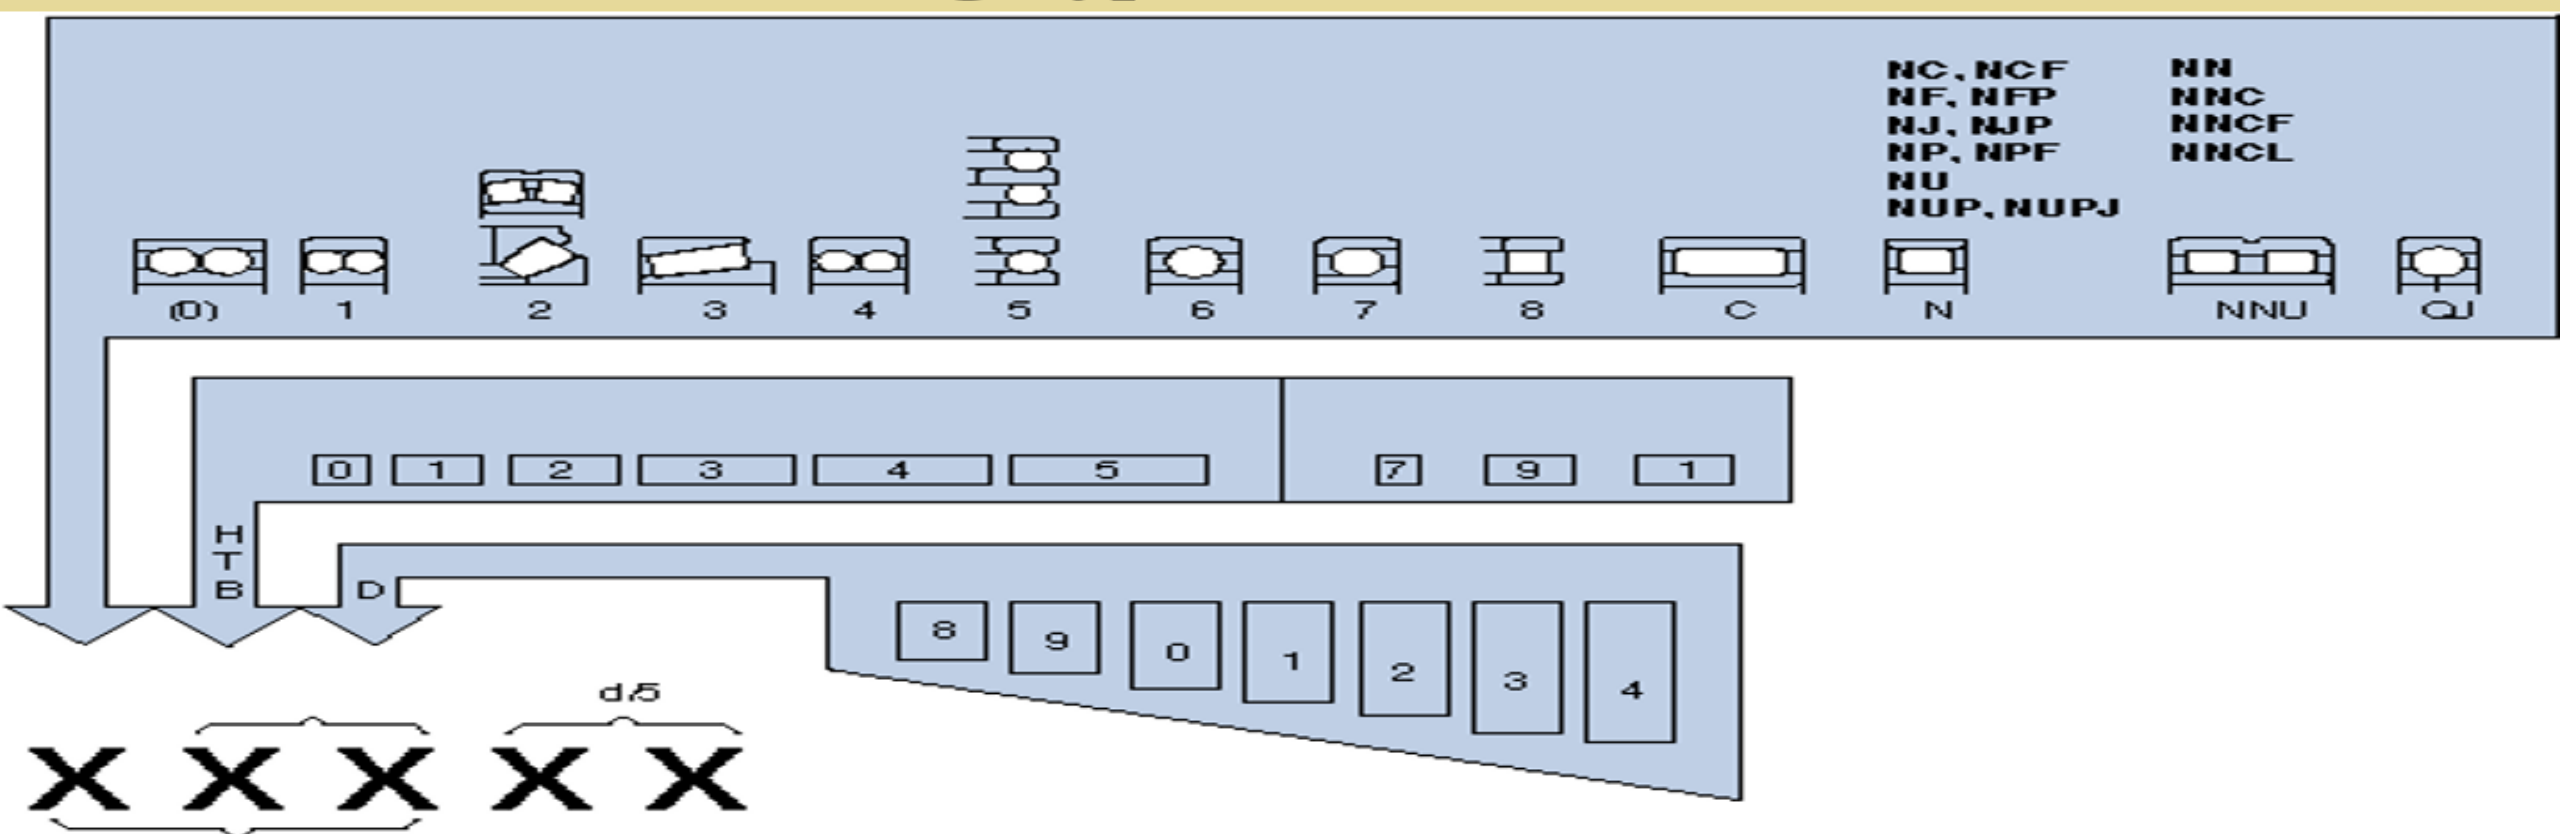 NC, NCF NN
NF, NFP NNC
NJ, NJP NNCF
NP, NPF NNCL
NU
NUP, NUPJ
(0) 1 2 3 4 5 6 7 8 C N NNU QJ
0 1 2 3 4 5 7 9 1
H
T
B
D
8 9 0 1 2 3 4
d/5
X X X X X